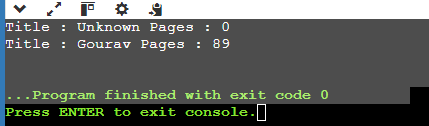 Title : Unknown Pages : 0
Title : Gourav Pages : 89
...Program finished with exit code 0
Press ENTER to exit console.